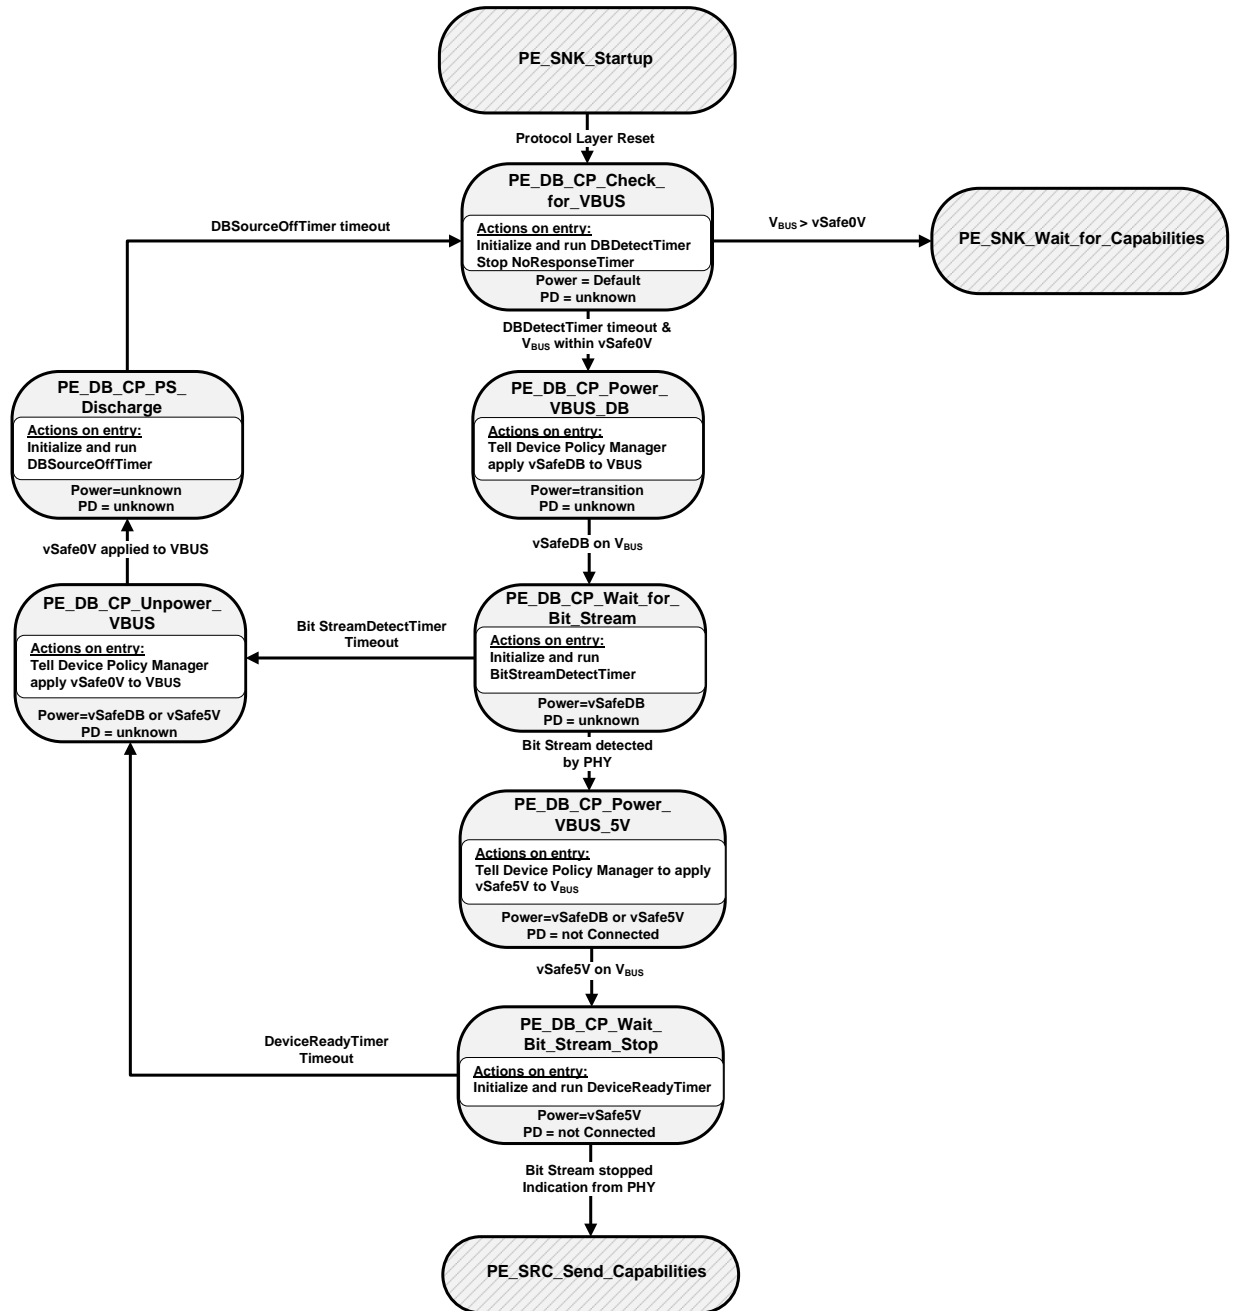 PE_SNK_Startup
Protocol Layer Reset
PE_DB_CP_Check_
for_VBUS
Actions on entry:
Initialize and run DBDetectTimer
Stop NoResponseTimer
Power = Default
PD = unknown
DBSourceOffTimer timeout
VBUS > vSafe0V
PE_SNK_Wait_for_Capabilities
DBDetectTimer timeout &
VBUS within vSafe0V
PE_DB_CP_PS_
Discharge
Actions on entry:
Initialize and run
DBSourceOffTimer
Power=unknown
PD = unknown
PE_DB_CP_Power_
VBUS_DB
Actions on entry:
Tell Device Policy Manager
apply vSafeDB to VBUS
Power=transition
PD = unknown
vSafe0V applied to VBUS
vSafeDB on VBUS
PE_DB_CP_Unpower_
VBUS
Actions on entry:
Tell Device Policy Manager
apply vSafe0V to VBUS
Power=vSafeDB or vSafe5V
PD = unknown
Bit StreamDetectTimer
Timeout
PE_DB_CP_Wait_for_
Bit_Stream
Actions on entry:
Initialize and run
BitStreamDetectTimer
Power=vSafeDB
PD = unknown
Bit Stream detected
by PHY
PE_DB_CP_Power_
VBUS_5V
Actions on entry:
Tell Device Policy Manager to apply
vSafe5V to VBUS
Power=vSafeDB or vSafe5V
PD = not Connected
vSafe5V on VBUS
DeviceReadyTimer
Timeout
PE_DB_CP_Wait_
Bit_Stream_Stop
Actions on entry:
Initialize and run DeviceReadyTimer
Power=vSafe5V
PD = not Connected
Bit Stream stopped
Indication from PHY
PE_SRC_Send_Capabilities